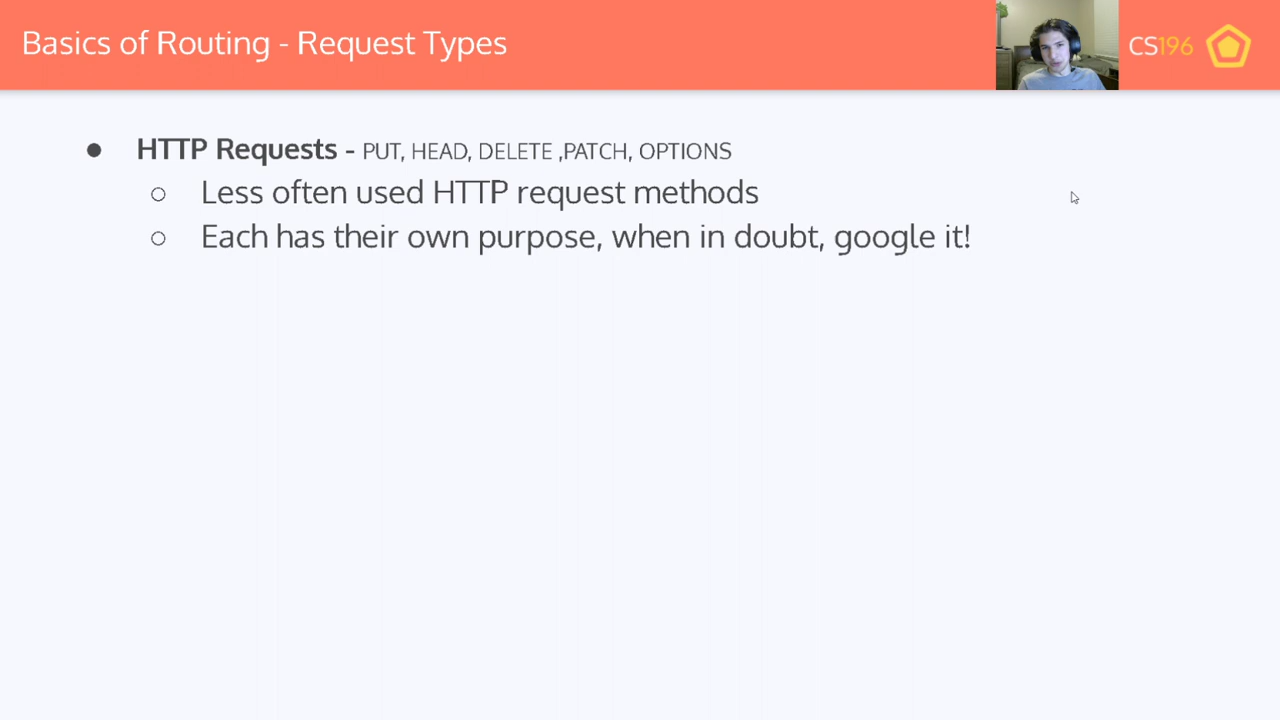 Basics of Routing - Request Types
CS196
HTTP Requests - PUT, HEAD, DELETE ,PATCH, OPTIONS
Less often used HTTP request methods
Each has their own purpose, when in doubt, google it!